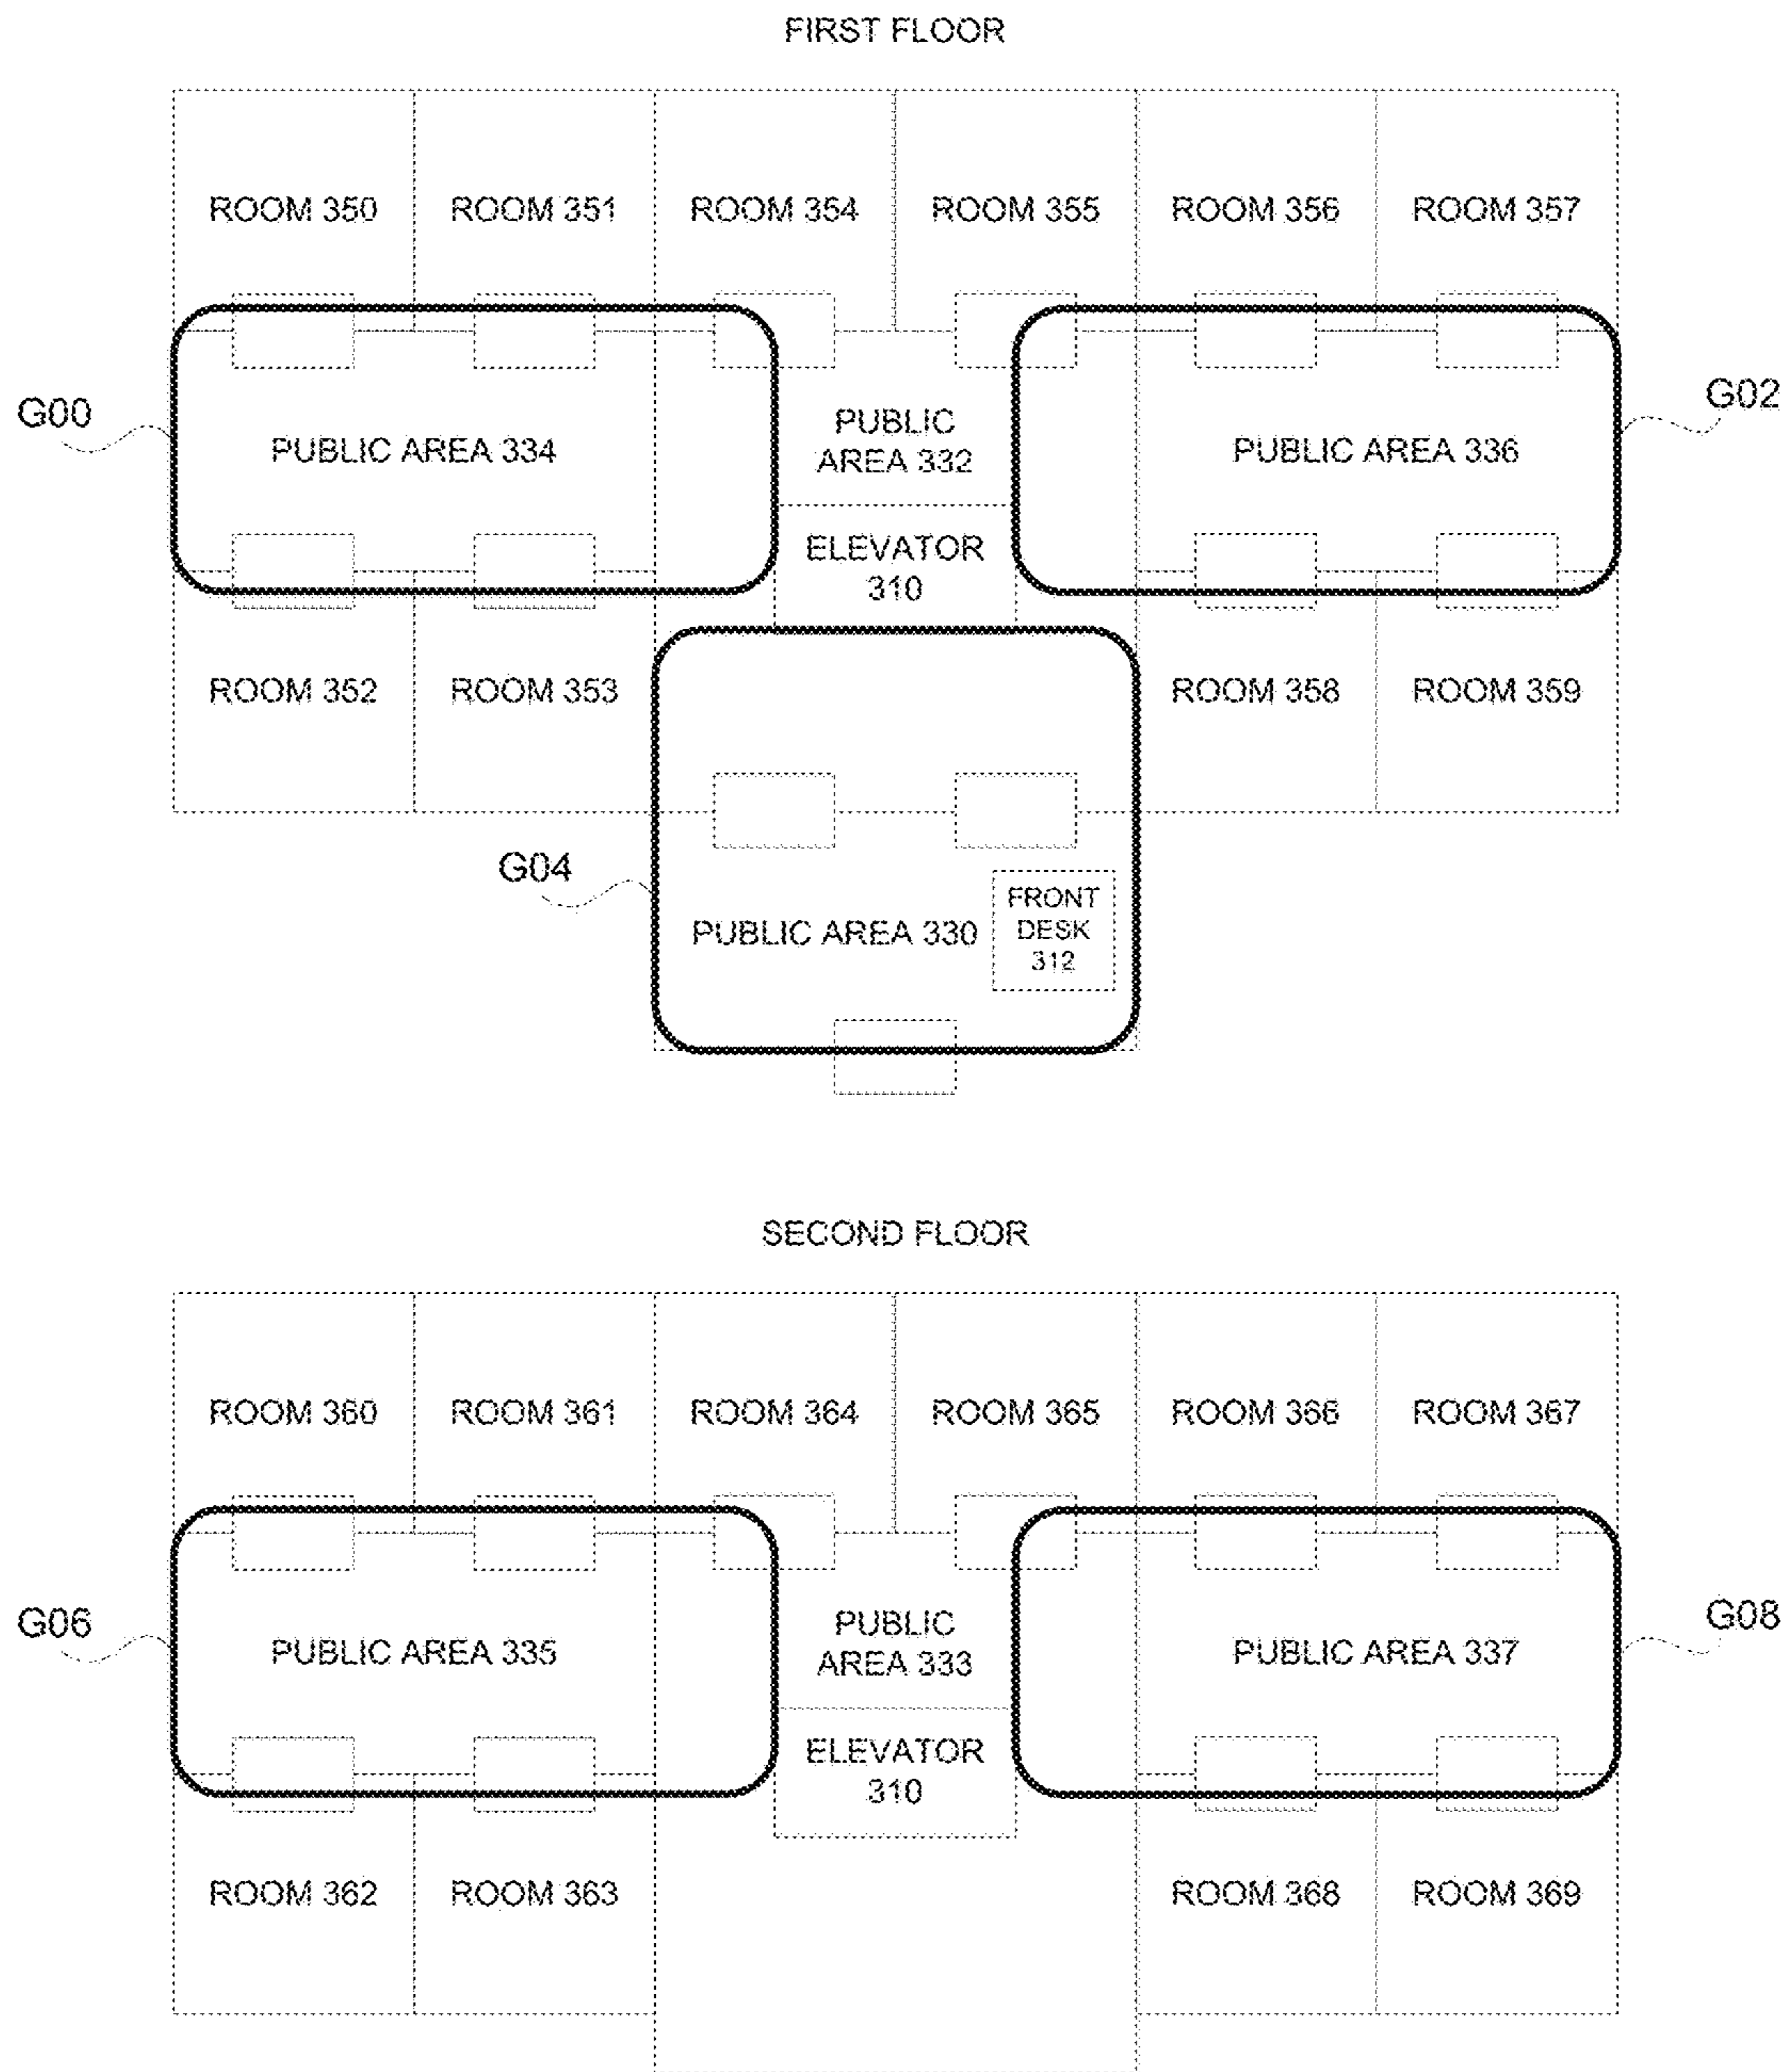 FIRST FLOOR
ROOM 350 ROOM 351 ROOM 354 ROOM 355 ROOM 356 ROOM 357
G00
G02
PUBLIC AREA 334
PUBLIC
AREA 332
PUBLIC AREA 336
ELEVATOR
310
ROOM 352 ROOM 353 ROOM 358 ROOM 359
G04
PUBLIC AREA 330
FRONT
DESK
312
SECOND FLOOR
ROOM 360 ROOM 361 ROOM 364 ROOM 365 ROOM 366 ROOM 367
G06
G08
PUBLIC AREA 335
PUBLIC
AREA 333
PUBLIC AREA 337
ELEVATOR
310
ROOM 362 ROOM 363 ROOM 368 ROOM 369